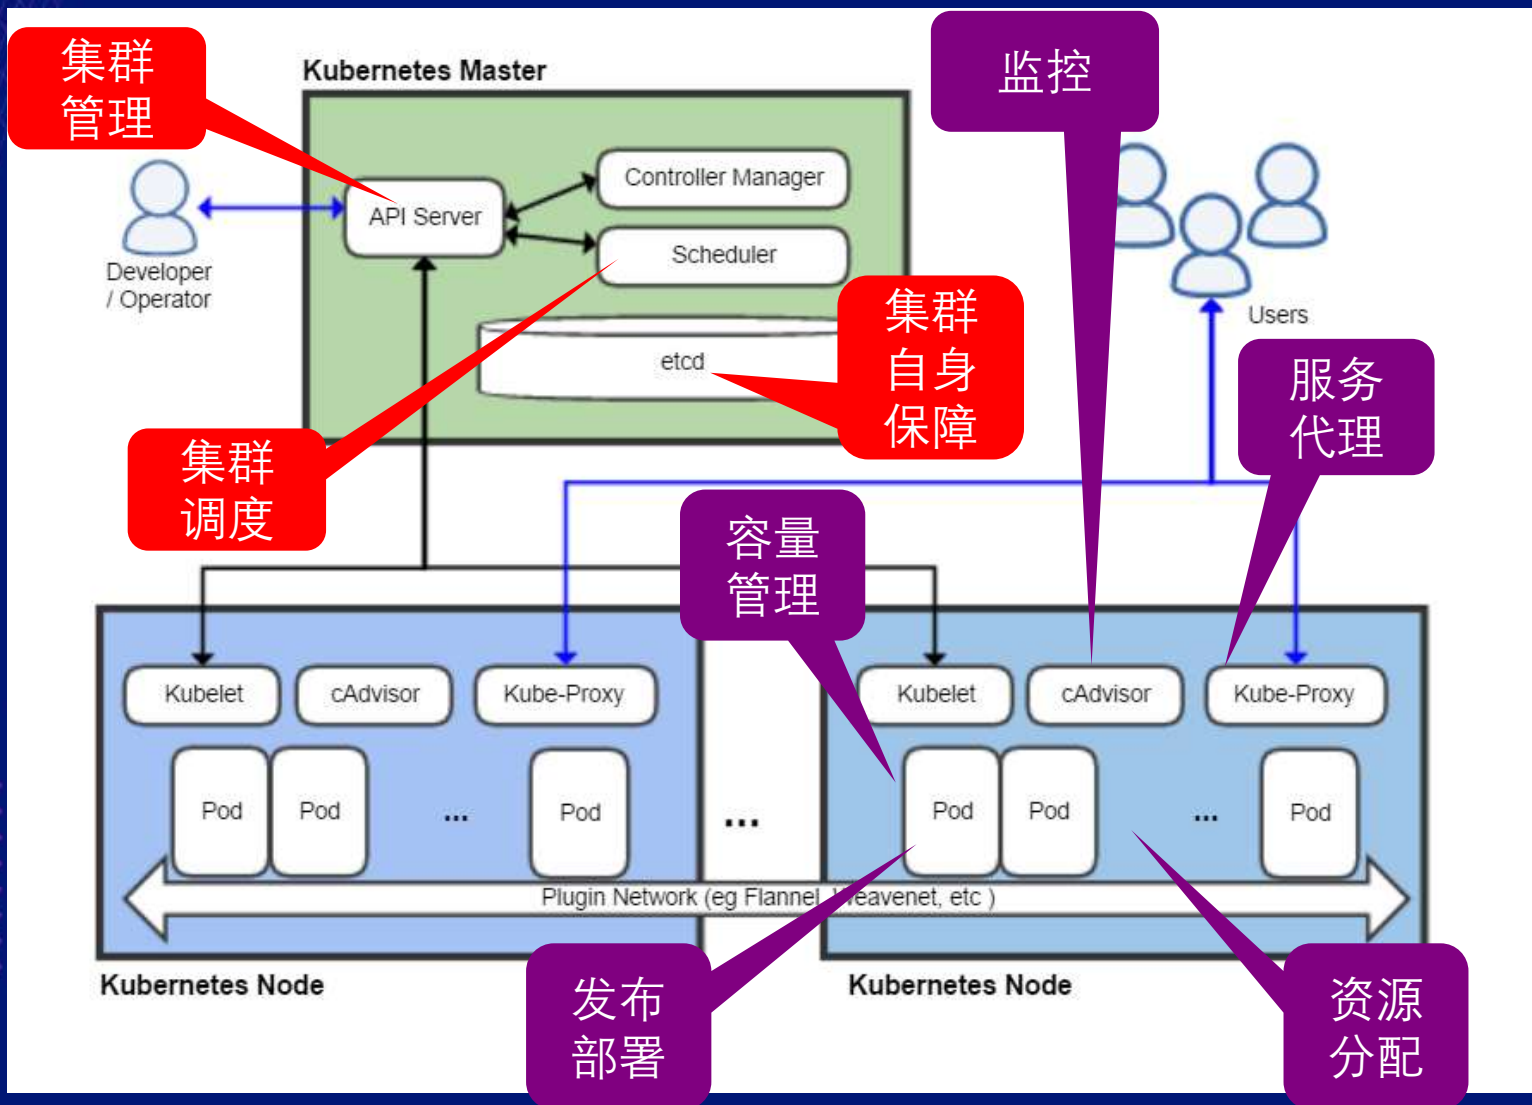 集群
管理
Kubernetes Master
监控
Controller Manager
API Server
Scheduler
Developer
/ Operator
集群
自身
保障
etcd
Users
服务
代理
集群
调度
容量
管理
Kubelet
cAdvisor
Kube-Proxy
Kubelet
cAdvisor
Kube-Proxy
Pod
Pod
...
Pod
...
Pod
Pod
...
Pod
Plugin Network (eg Flannel, Weavenet, etc )
Kubernetes Node
发布
部署
Kubernetes Node
资源
分配